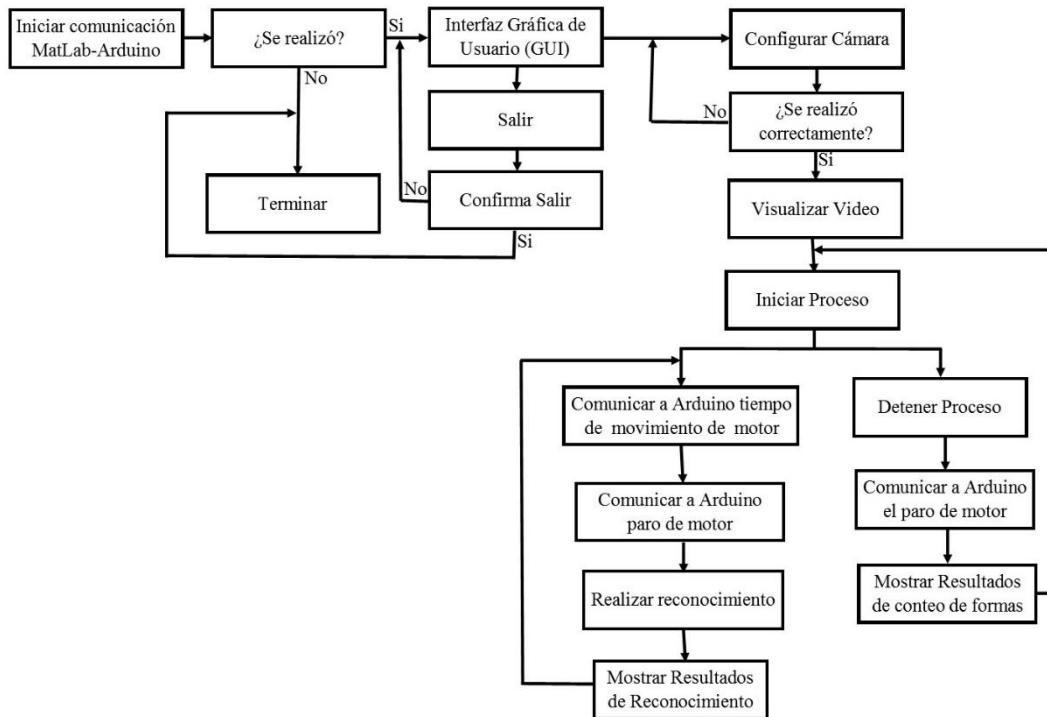 Iniciar comunicación
MatLab-Arduino
¿Se realizó?
Si
No
Terminar
Interfaz Gráfica de
Usuario (GUI)
Salir
Confirma Salir
No
Si
Configurar Cámara
¿Se realizó
correctamente?
No
Si
Visualizar Video
Iniciar Proceso
Comunicar a Arduino tiempo
de movimiento de motor
Comunicar a Arduino
paro de motor
Realizar reconocimiento
Mostrar Resultados
de Reconocimiento
Detener Proceso
Comunicar a Arduino
el paro de motor
Mostrar Resultados
de conteo de formas